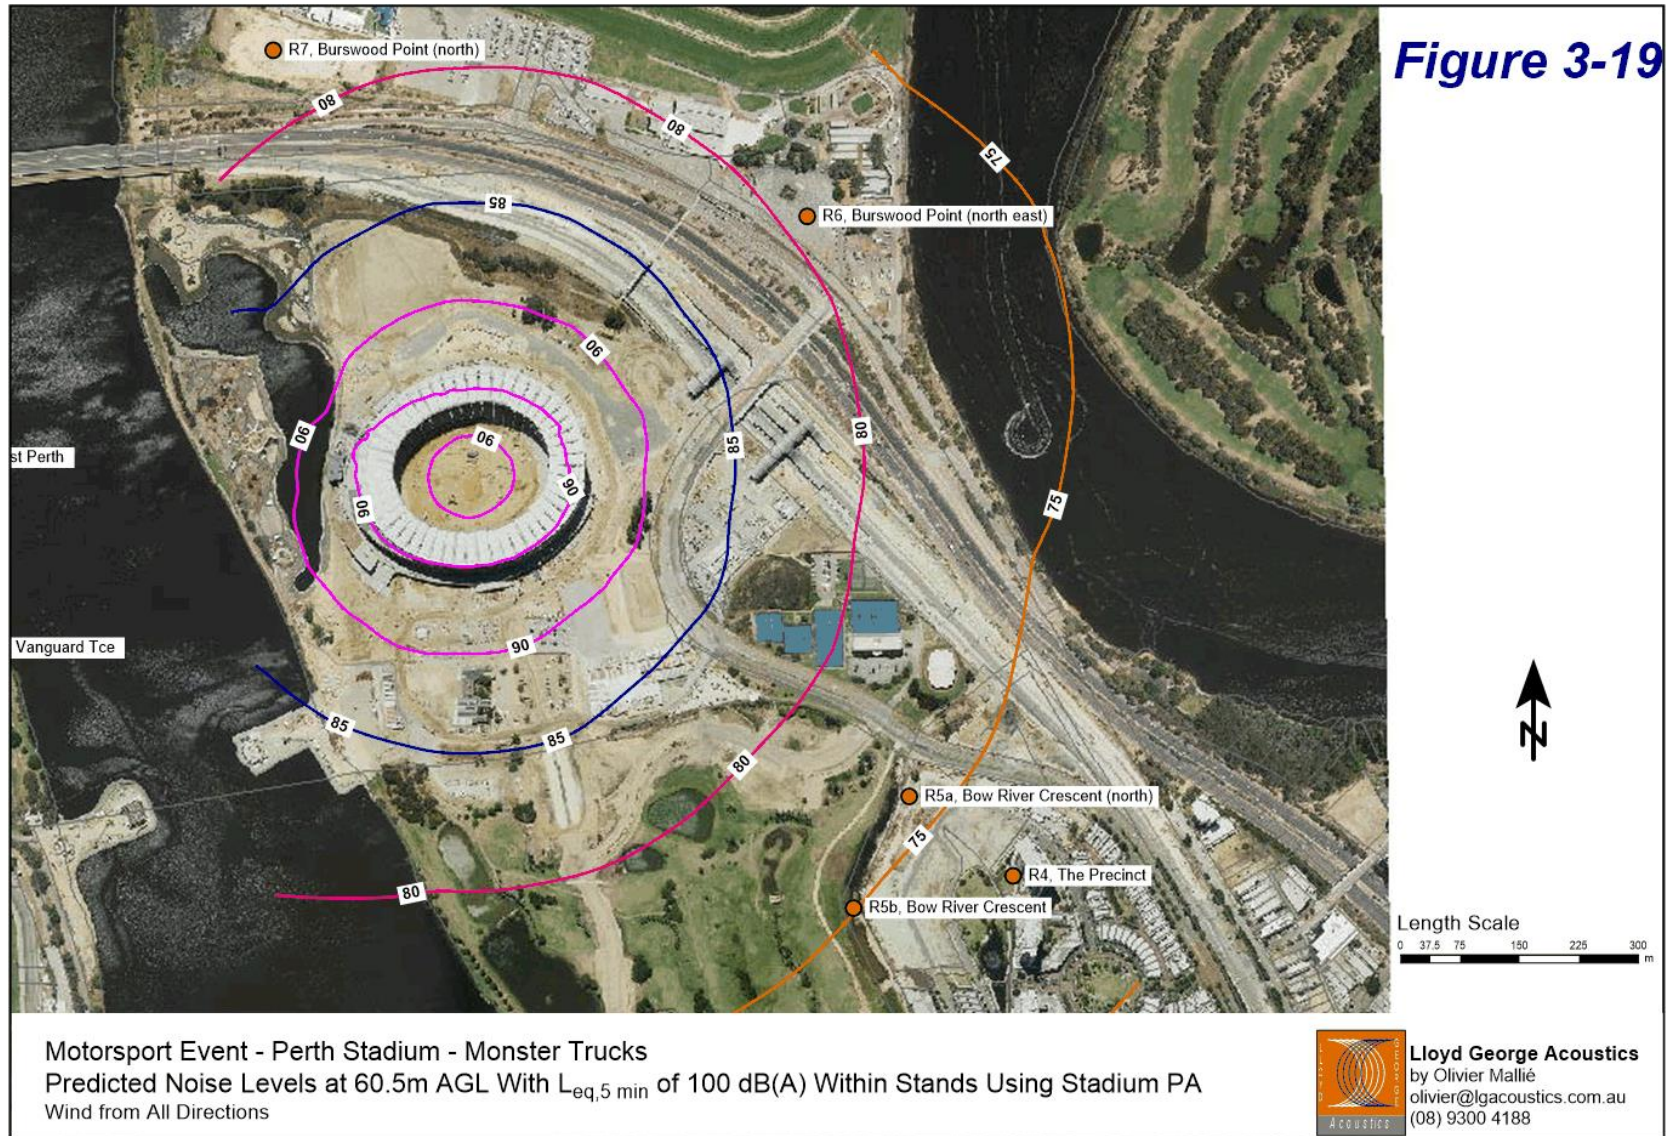 Figure 3-19
R7, Burswood Point (north)
80
80
75
85
R6, Burswood Point (north east)
90
90
90
85
80
st Perth
90
90
75
Vanguard Tce
90
85
85
80
R5a, Bow River Crescent (north)
75
R4, The Precinct
80
R5b, Bow River Crescent
Length Scale
0 37.5 75 150 225 300
m
N
Motorsport Event - Perth Stadium - Monster Trucks
Predicted Noise Levels at 60.5m AGL With Leq,5 min of 100 dB(A) Within Stands Using Stadium PA
Wind from All Directions
Lloyd George Acoustics
by Olivier Mallié
olivier@lgacoustics.com.au
(08) 9300 4188
LLOYD
GEORGE
Acoustics